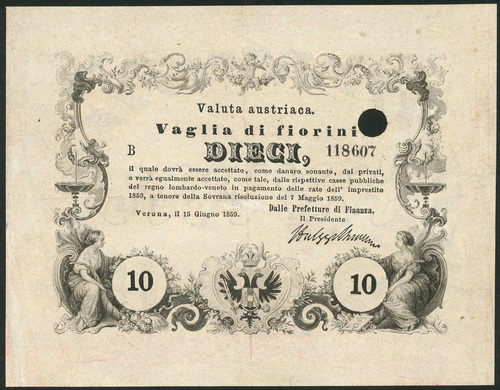 Valuta austriaca.
Vaglia di fiorini
B DIECI, 118607
il quale dovrà essere accettato, come danaro sonante, dai privati,
e verrà egualmente accettato, come tale, dalle rispettive casse pubbliche
del regno lombardo-veneto in pagamento delle rate dell' imprestito
1859, a tenore della Sovrana risoluzione del 7 Maggio 1859.
Dalle Prefetture di Finanza.
Verona, il 15 Giugno 1859.
Il Presidente
10 10